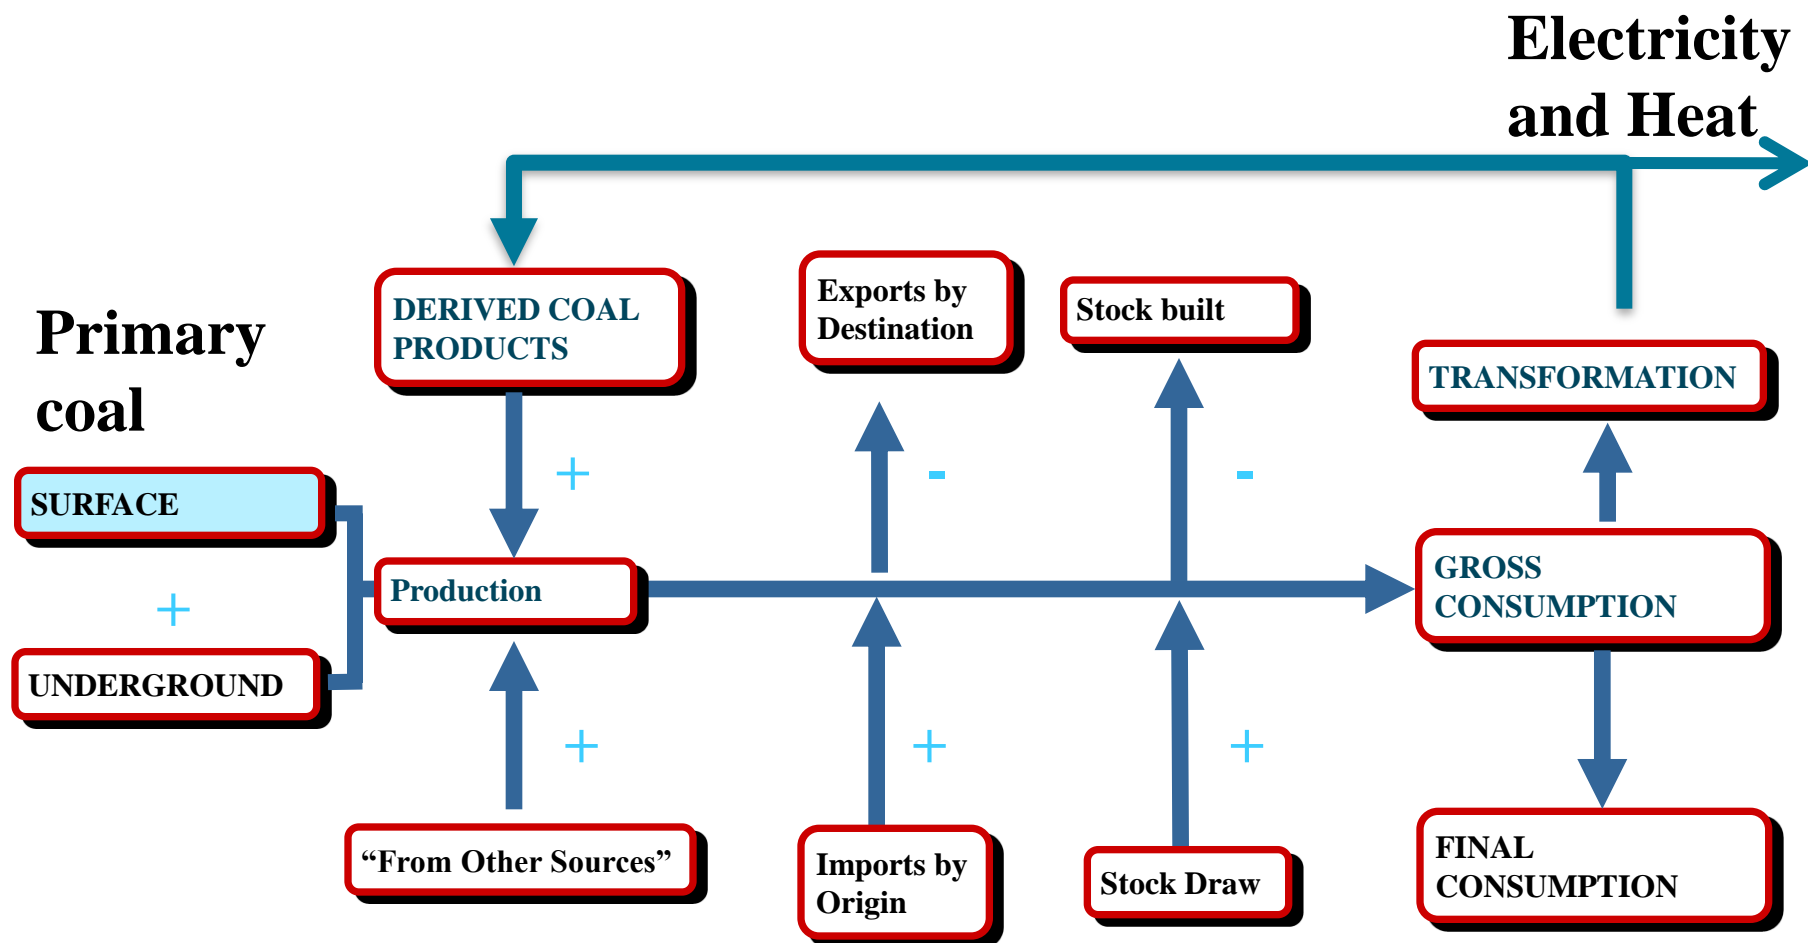 Electricity
and Heat
Primary
coal
DERIVED COAL
PRODUCTS
Exports by
Destination
Stock built
TRANSFORMATION
+
-
-
SURFACE
+
UNDERGROUND
Production
GROSS
CONSUMPTION
+
+
+
“From Other Sources”
Imports by
Origin
Stock Draw
FINAL
CONSUMPTION